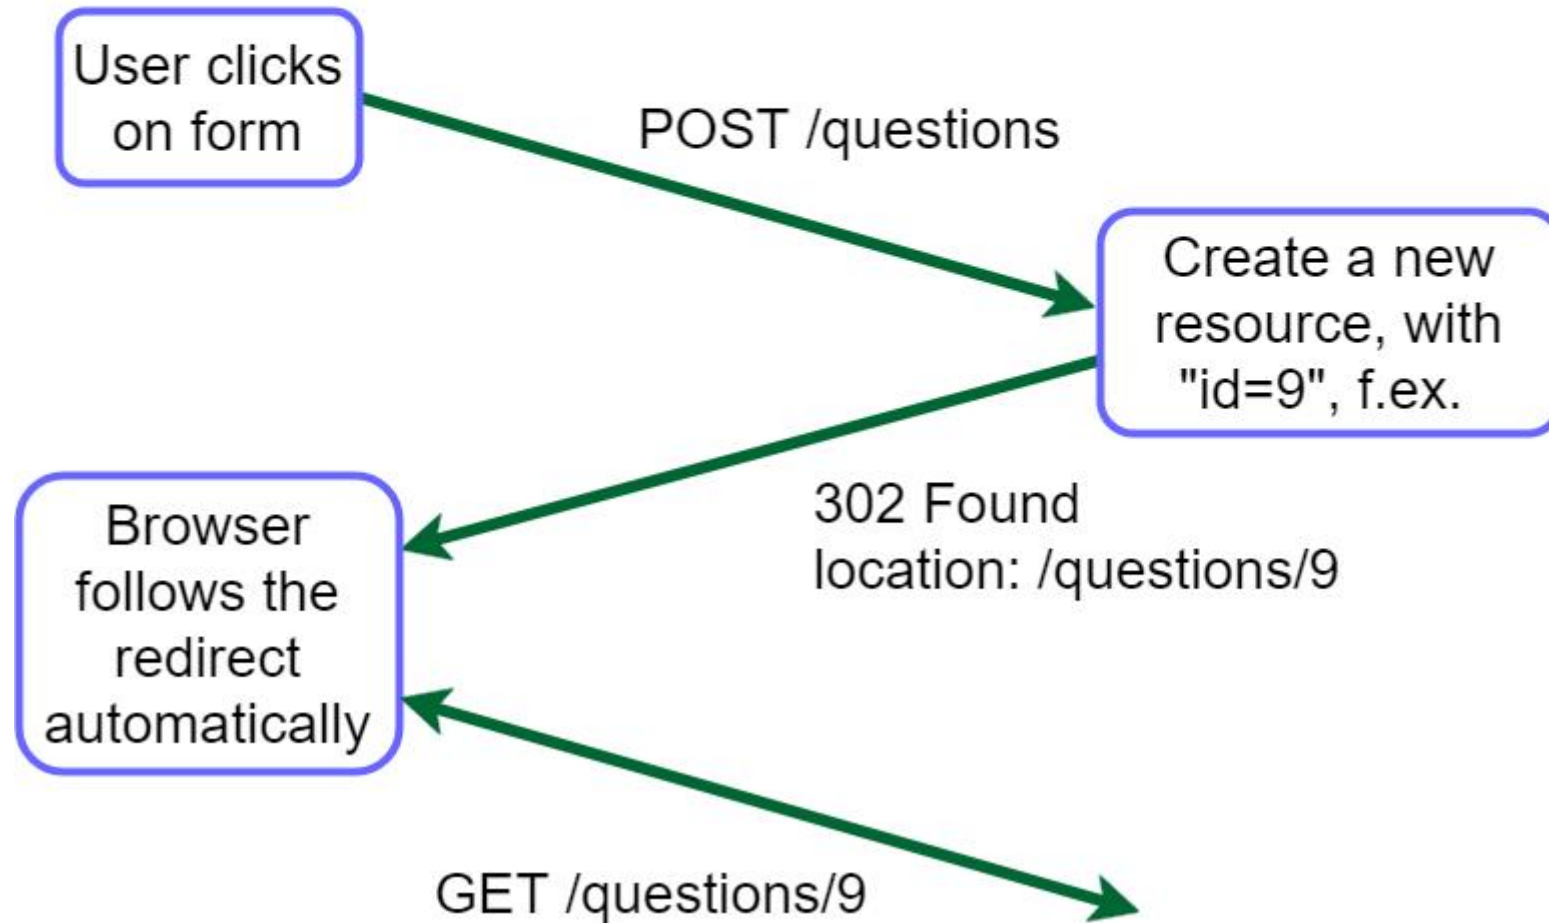 User clicks
on form
POST /questions
Create a new
resource, with
"id=9", f.ex.
302 Found
location: /questions/9
Browser
follows the
redirect
automatically
GET /questions/9